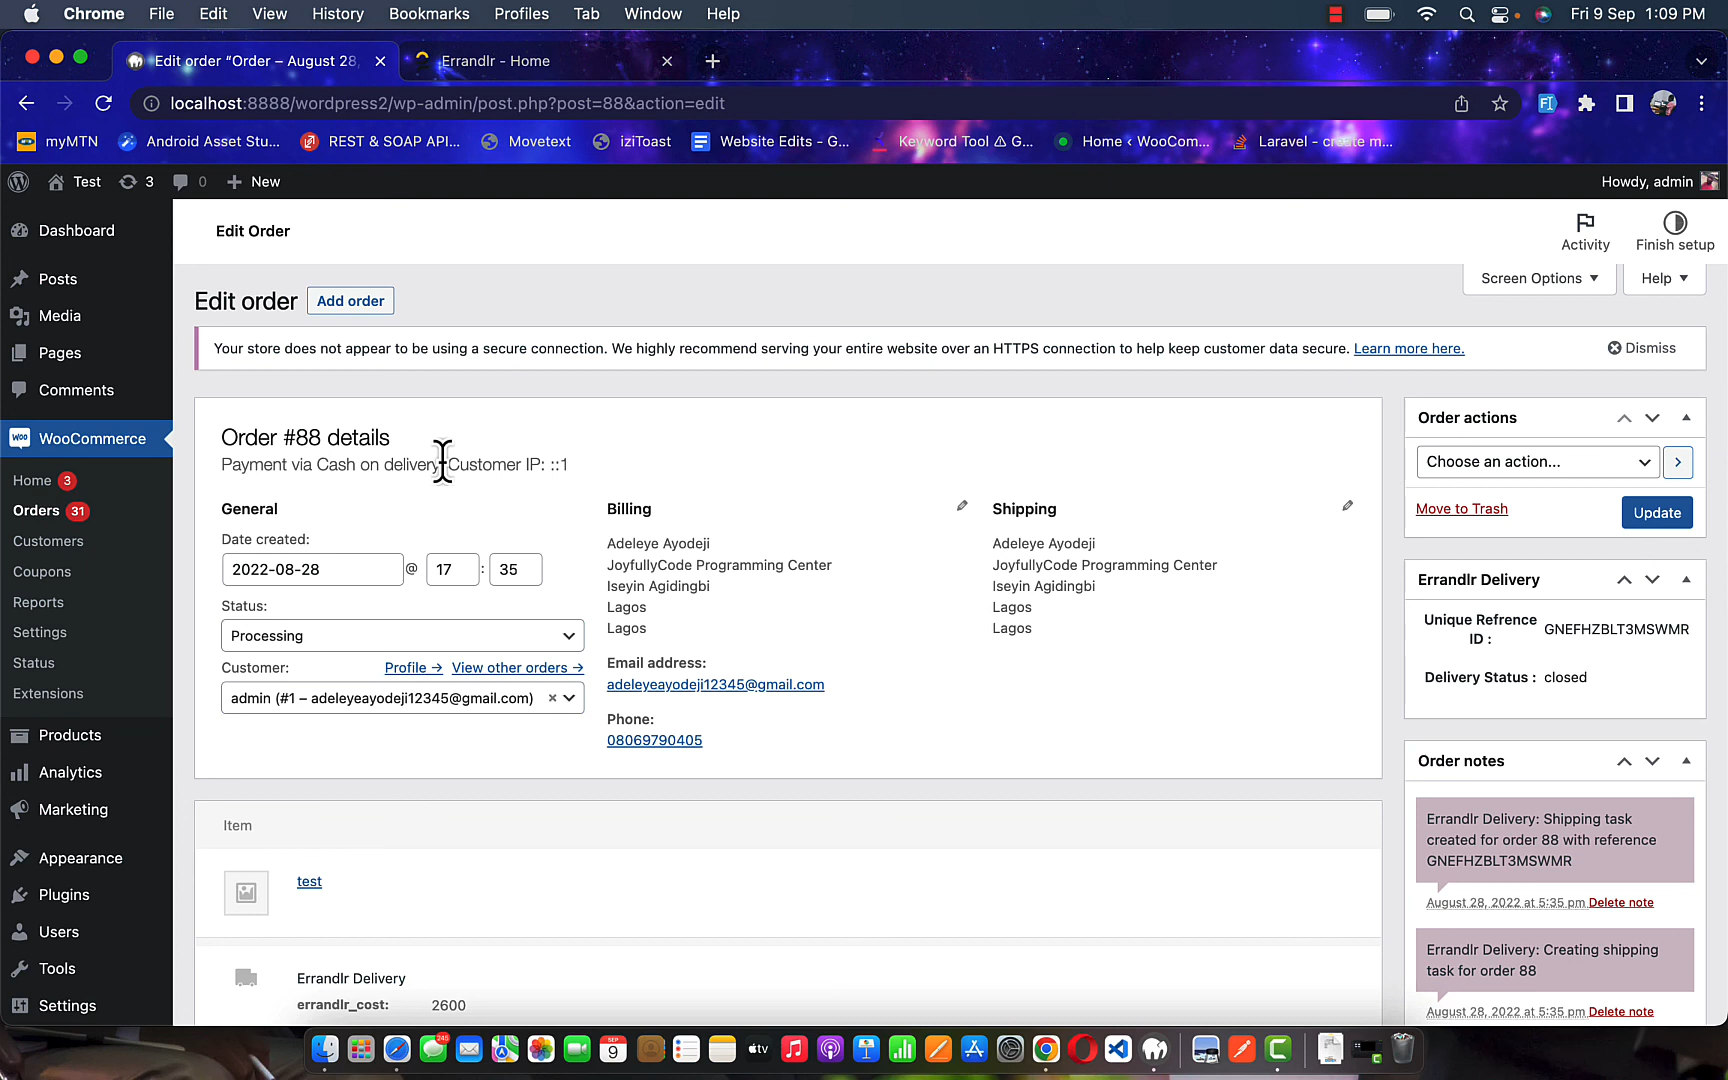 Chrome File Edit View History Bookmarks Profiles Tab Window Help Fri 9 Sep 1:09 PM
Edit order "Order – August 28, Errandlr - Home
localhost:8888/wordpress2/wp-admin/post.php?post=88&action=edit
myMTN Android Asset Stu... REST & SOAP API... Movetext iziToast Website Edits - G... Keyword Tool ⚠ G... Home ‹ WooCom... Laravel - create m...
Test 3 0 New Howdy, admin
Dashboard
Posts
Media
Pages
Comments
WooCommerce
Home 3
Orders 31
Customers
Coupons
Reports
Settings
Status
Extensions
Products
Analytics
Marketing
Appearance
Plugins
Users
Tools
Settings
Edit Order
Activity
Finish setup
Screen Options ▼
Help ▼
Edit order Add order
Your store does not appear to be using a secure connection. We highly recommend serving your entire website over an HTTPS connection to help keep customer data secure. Learn more here. Dismiss
Order #88 details
Payment via Cash on delivery. Customer IP: ::1
General
Date created:
2022-08-28 @ 17 : 35
Status:
Processing
Customer: Profile → View other orders →
admin (#1 – adeleyeayodeji12345@gmail.com) ×
Billing
Adeleye Ayodeji
JoyfullyCode Programming Center
Iseyin Agidingbi
Lagos
Lagos
Email address:
adeleyeayodeji12345@gmail.com
Phone:
08069790405
Shipping
Adeleye Ayodeji
JoyfullyCode Programming Center
Iseyin Agidingbi
Lagos
Lagos
Item
test
Errandlr Delivery
errandlr_cost: 2600
Order actions
Choose an action...
Move to Trash Update
Errandlr Delivery
Unique Refrence ID : GNEFHZBLT3MSWMR
Delivery Status : closed
Order notes
Errandlr Delivery: Shipping task
created for order 88 with reference
GNEFHZBLT3MSWMR
August 28, 2022 at 5:35 pm Delete note
Errandlr Delivery: Creating shipping
task for order 88
August 28, 2022 at 5:35 pm Delete note
245
SEP
9
tv